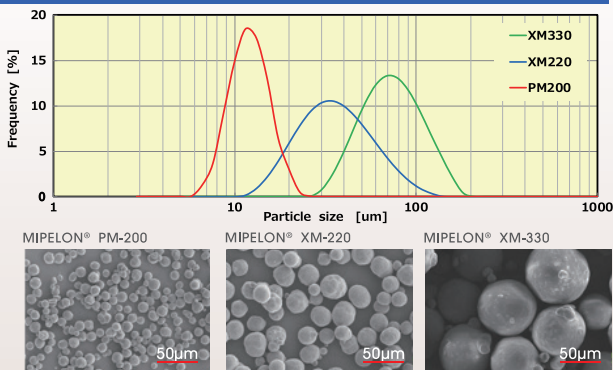 20
15
10
5
0
Frequency [%]
XM330
XM220
PM200
1
10
100
1000
Particle size [um]
MIPELON® PM-200
MIPELON® XM-220
MIPELON® XM-330
50μm
50μm
50μm